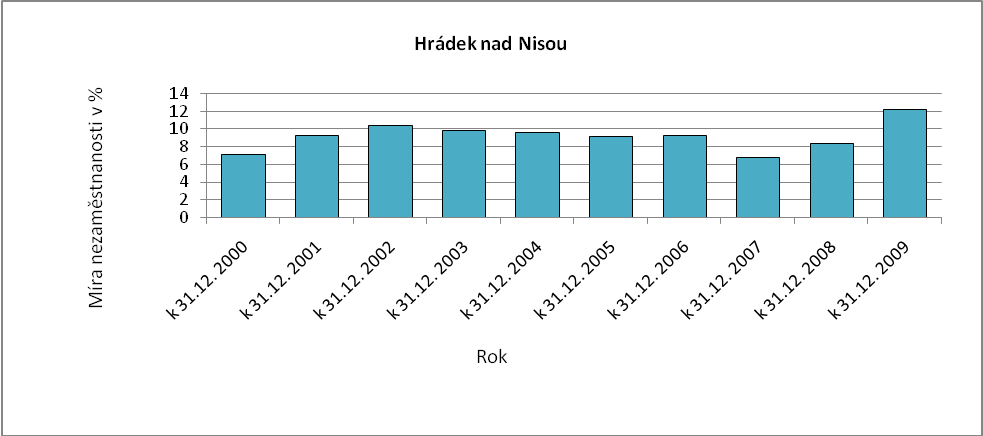 Hrádek nad Nisou
Míra nezaměstnanosti v %
14
12
10
8
6
4
2
0
k 31.12. 2000
k 31.12. 2001
k 31.12. 2002
k 31.12. 2003
k 31.12. 2004
k 31.12. 2005
k 31.12. 2006
k 31.12. 2007
k 31.12. 2008
k 31.12. 2009
Rok